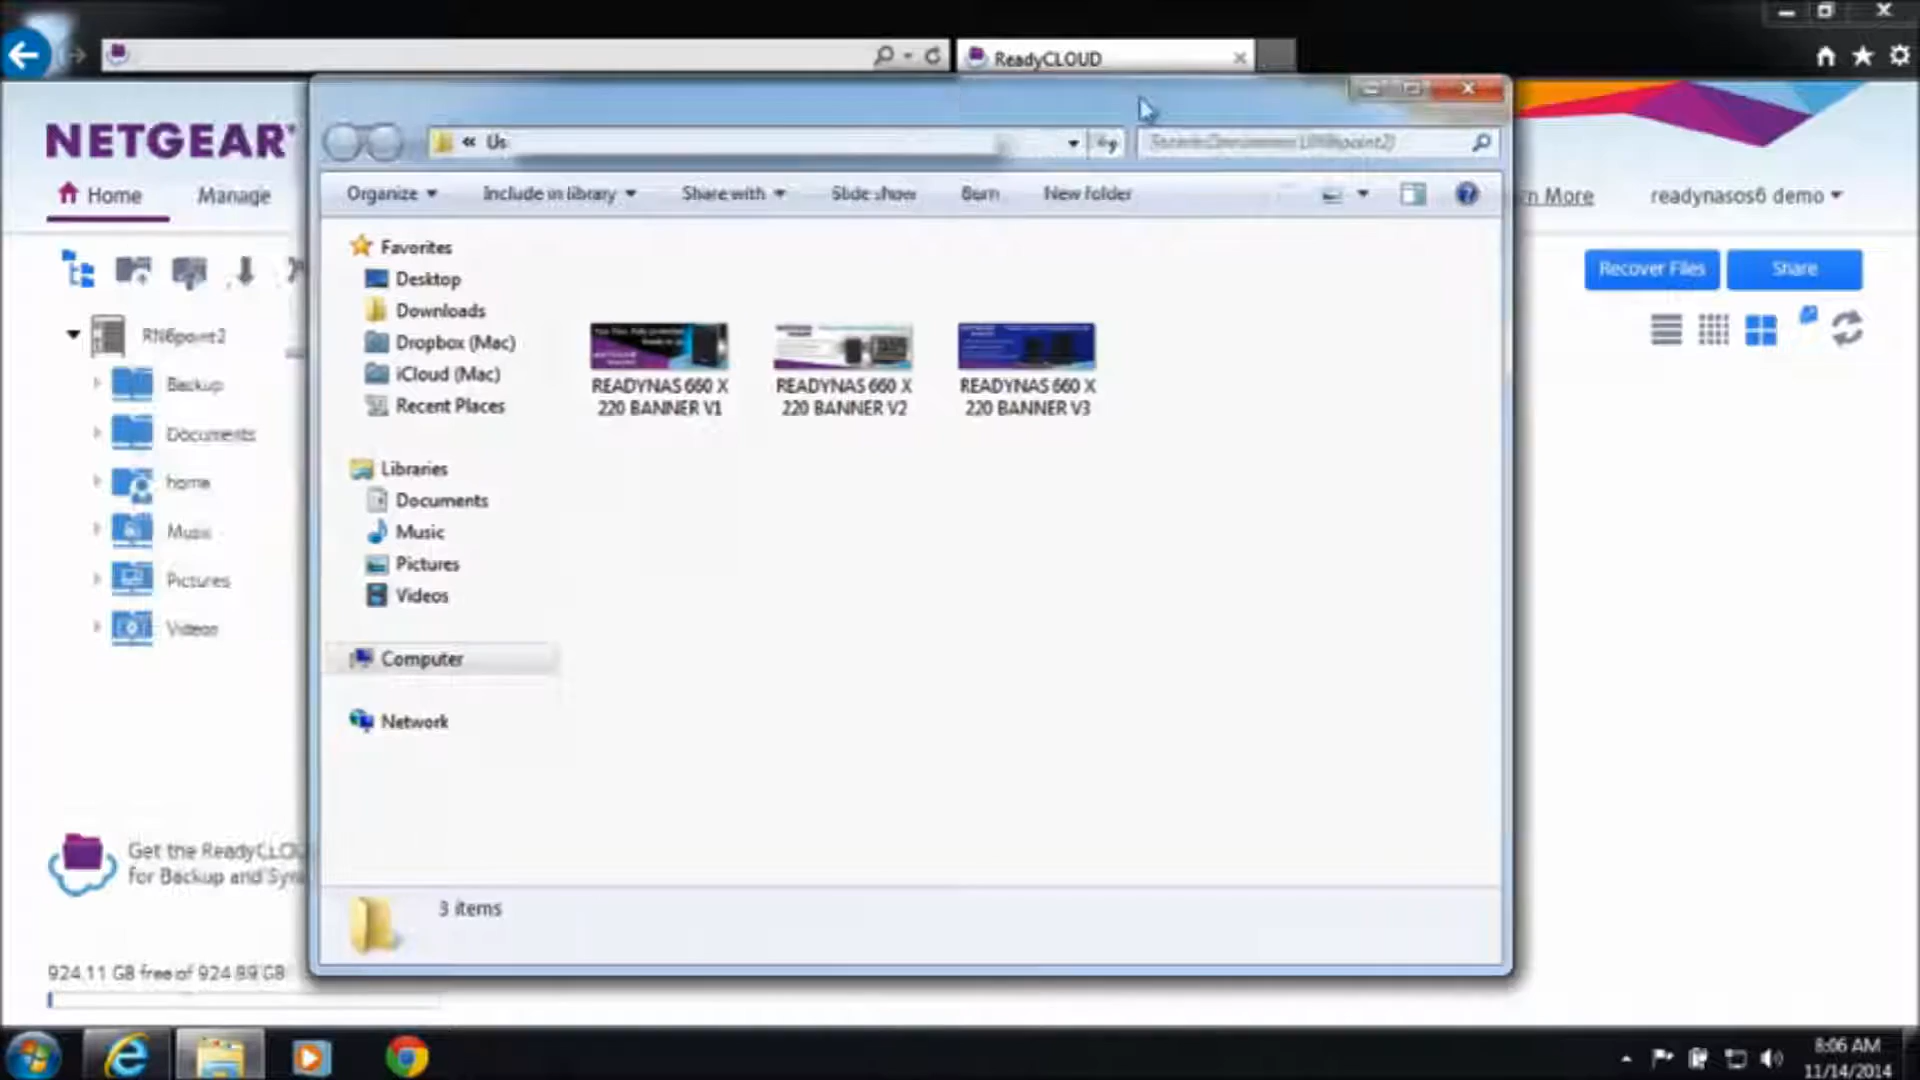 ReadyCLOUD
NETGEAR
« Us
Home
Manage
Organize
Include in library
Share with
Slide show
Burn
New folder
Learn More
readynasos6 demo
Recover Files
Share
RN6point2
Backup
Documents
home
Music
Pictures
Videos
Favorites
Desktop
Downloads
Dropbox (Mac)
iCloud (Mac)
Recent Places
Libraries
Documents
Music
Pictures
Videos
Computer
Network
READYNAS 660 X
220 BANNER V1
READYNAS 660 X
220 BANNER V2
READYNAS 660 X
220 BANNER V3
Get the ReadyCLOU
for Backup and Syn
3 items
924.11 GB free of 924.89 GB
8:06 AM
11/14/2014